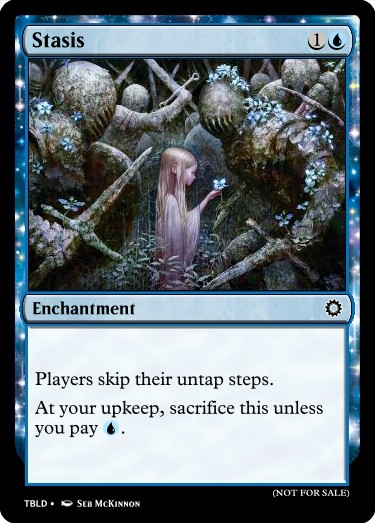 Stasis 1
Enchantment
Players skip their untap steps.
At your upkeep, sacrifice this unless
you pay .
(NOT FOR SALE)
TBLD • Seb McKinnon